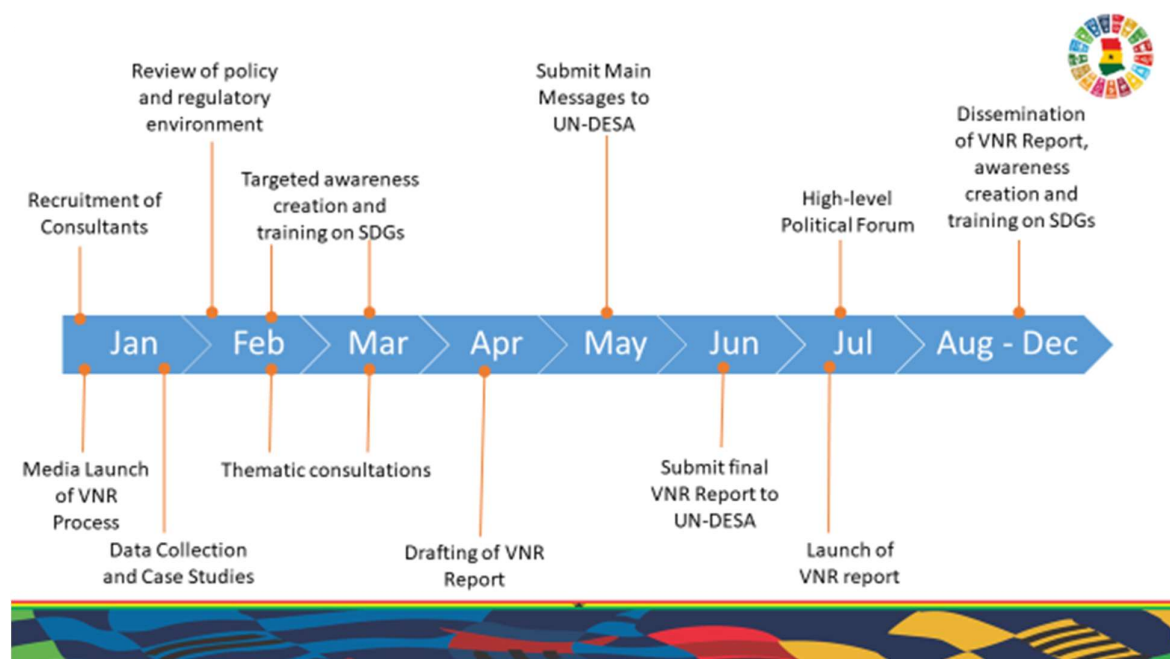 Review of policy
and regulatory
environment
Submit Main
Messages to
UN-DESA
Dissemination
of VNR Report,
awareness
creation and
training on SDGs
Recruitment of
Consultants
Targeted awareness
creation and
training on SDGs
High-level
Political Forum
Jan
Feb
Mar
Apr
May
Jun
Jul
Aug - Dec
Media Launch
of VNR
Process
Data Collection
and Case Studies
Thematic consultations
Drafting of VNR
Report
Submit final
VNR Report to
UN-DESA
Launch of
VNR report